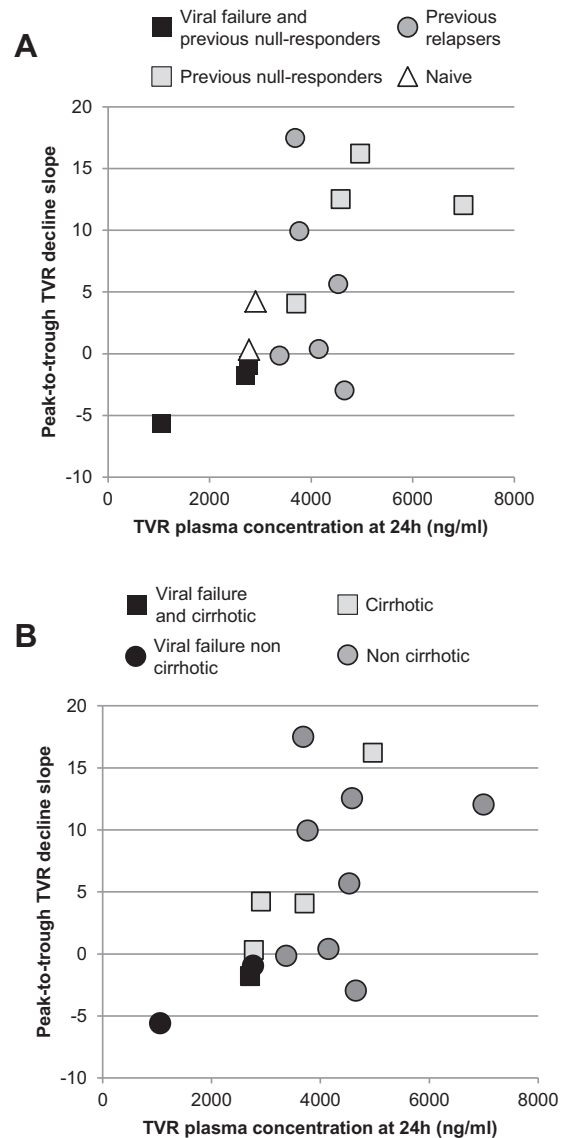 A
Viral failure and
previous null-responders
Previous
relapsers
Previous null-responders
Naive
Peak-to-trough TVR decline slope
20
15
10
5
0
-5
-10
0 2000 4000 6000 8000
TVR plasma concentration at 24h (ng/ml)
B
Viral failure
and cirrhotic
Cirrhotic
Viral failure non
cirrhotic
Non cirrhotic
Peak-to-trough TVR decline slope
20
15
10
5
0
-5
-10
0 2000 4000 6000 8000
TVR plasma concentration at 24h (ng/ml)